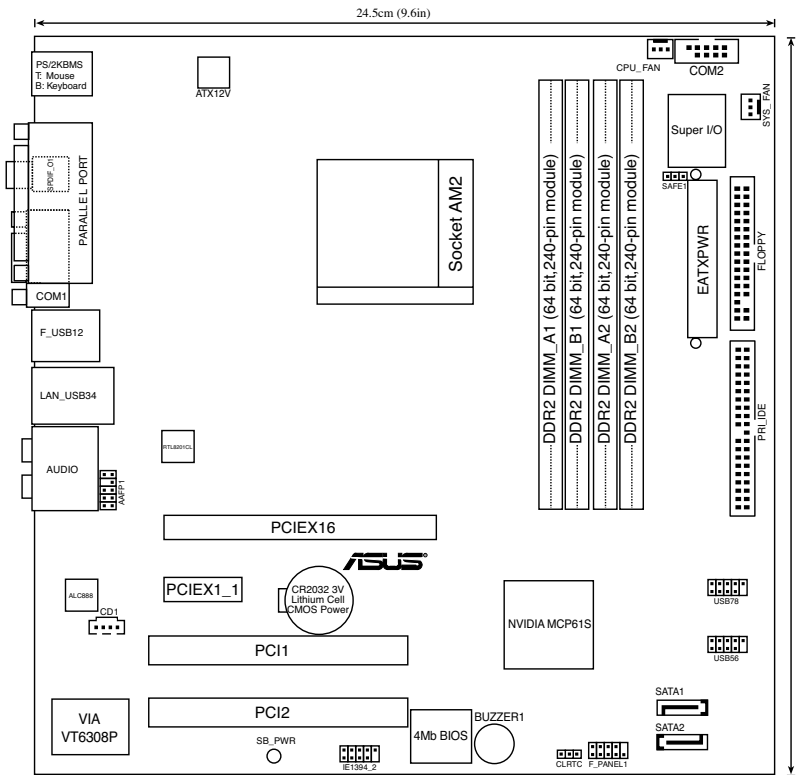 24.5cm (9.6in)
PS/2KBMS
T: Mouse
B: Keyboard
ATX12V
CPU_FAN
COM2
SYS_FAN
Super I/O
SAFE1
SPDIF_O1
PARALLEL PORT
COM1
Socket AM2
DDR2 DIMM_A1 (64 bit,240-pin module)
DDR2 DIMM_B1 (64 bit,240-pin module)
DDR2 DIMM_A2 (64 bit,240-pin module)
DDR2 DIMM_B2 (64 bit,240-pin module)
EATXPWR
FLOPPY
F_USB12
LAN_USB34
PRI_IDE
RTL8201CL
AUDIO
AAFP1
PCIEX16
ASUS
ALC888
CD1
PCIEX1_1
CR2032 3V
Lithium Cell
CMOS Power
NVIDIA MCP61S
USB78
PCI1
USB56
SATA1
VIA
VT6308P
PCI2
SB_PWR
IE1394_2
4Mb BIOS
BUZZER1
SATA2
CLRTC
F_PANEL1